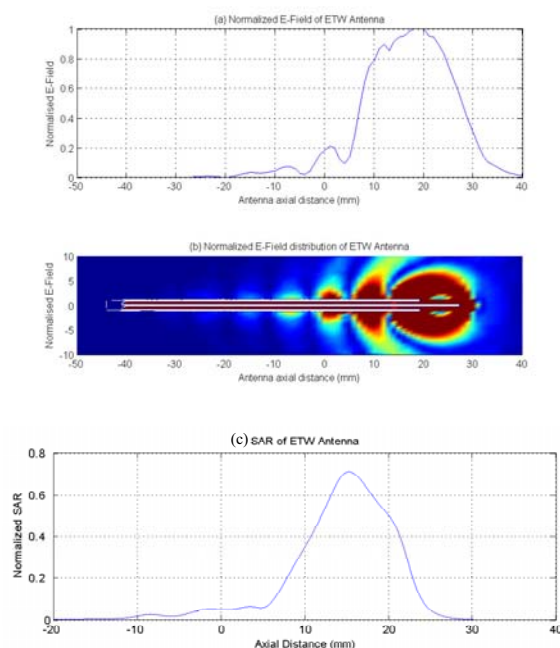 (a) Normalized E-Field of ETW Antenna
Normalised E-Field
1
0.8
0.6
0.4
0.2
0
-50 -40 -30 -20 -10 0 10 20 30 40
Antenna axial distance (mm)
(b) Normalized E-Field distribution of ETW Antenna
10
5
0
-5
-10
-50 -40 -30 -20 -10 0 10 20 30 40
Antenna axial distance (mm)
(c) SAR of ETW Antenna
Normalized SAR
0.8
0.6
0.4
0.2
0
-20 -10 0 10 20 30 40
Axial Distance (mm)